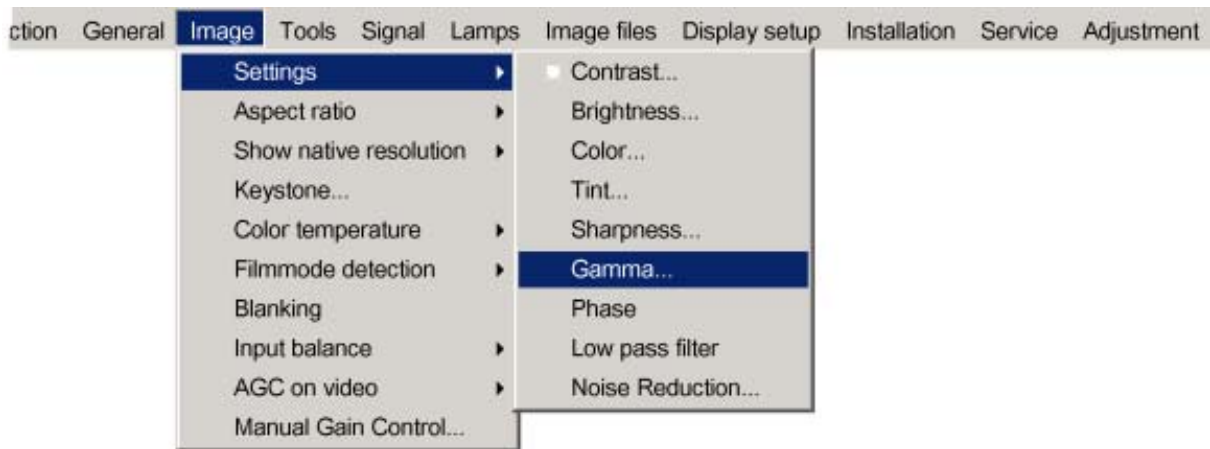 ction General Image Tools Signal Lamps Image files Display setup Installation Service Adjustment
Settings
Aspect ratio
Show native resolution
Keystone...
Color temperature
Filmmode detection
Blanking
Input balance
AGC on video
Manual Gain Control...
Contrast...
Brightness...
Color...
Tint...
Sharpness...
Gamma...
Phase
Low pass filter
Noise Reduction...